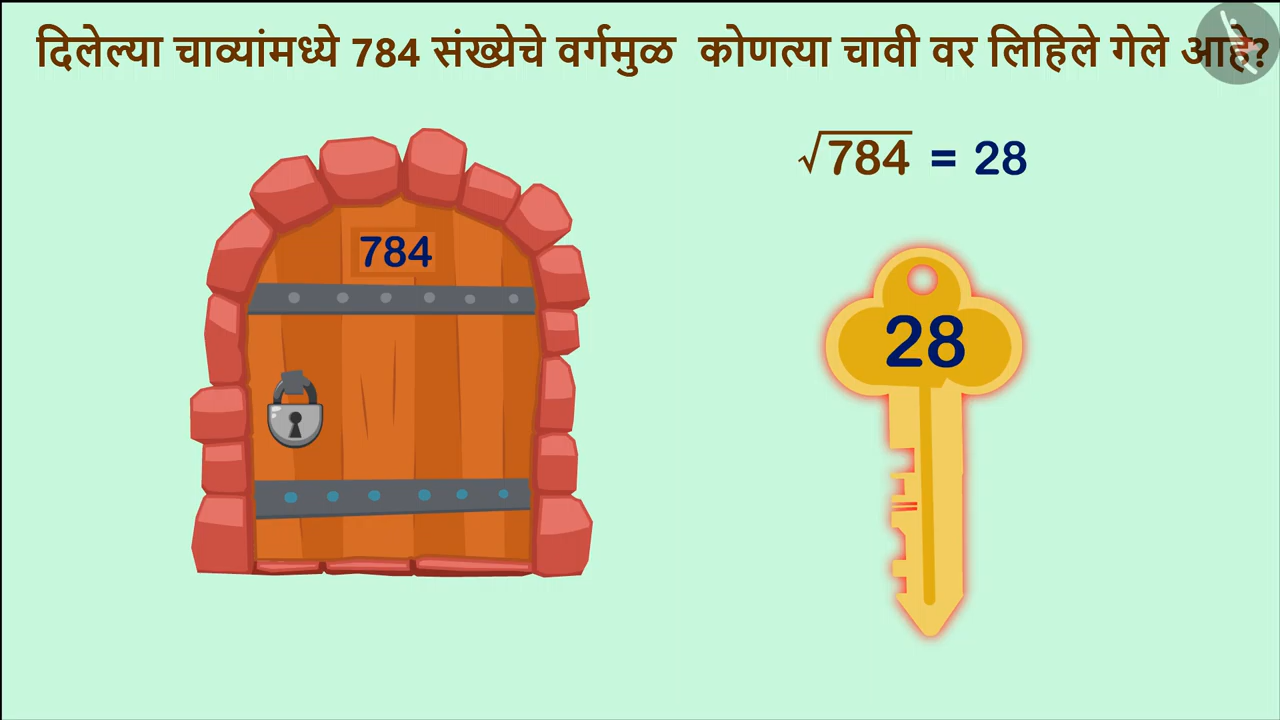 दिलेल्या चाव्यांमध्ये 784 संख्येचे वर्गमुळ कोणत्या चावी वर लिहिले गेले आहे?
√784 = 28
784
28